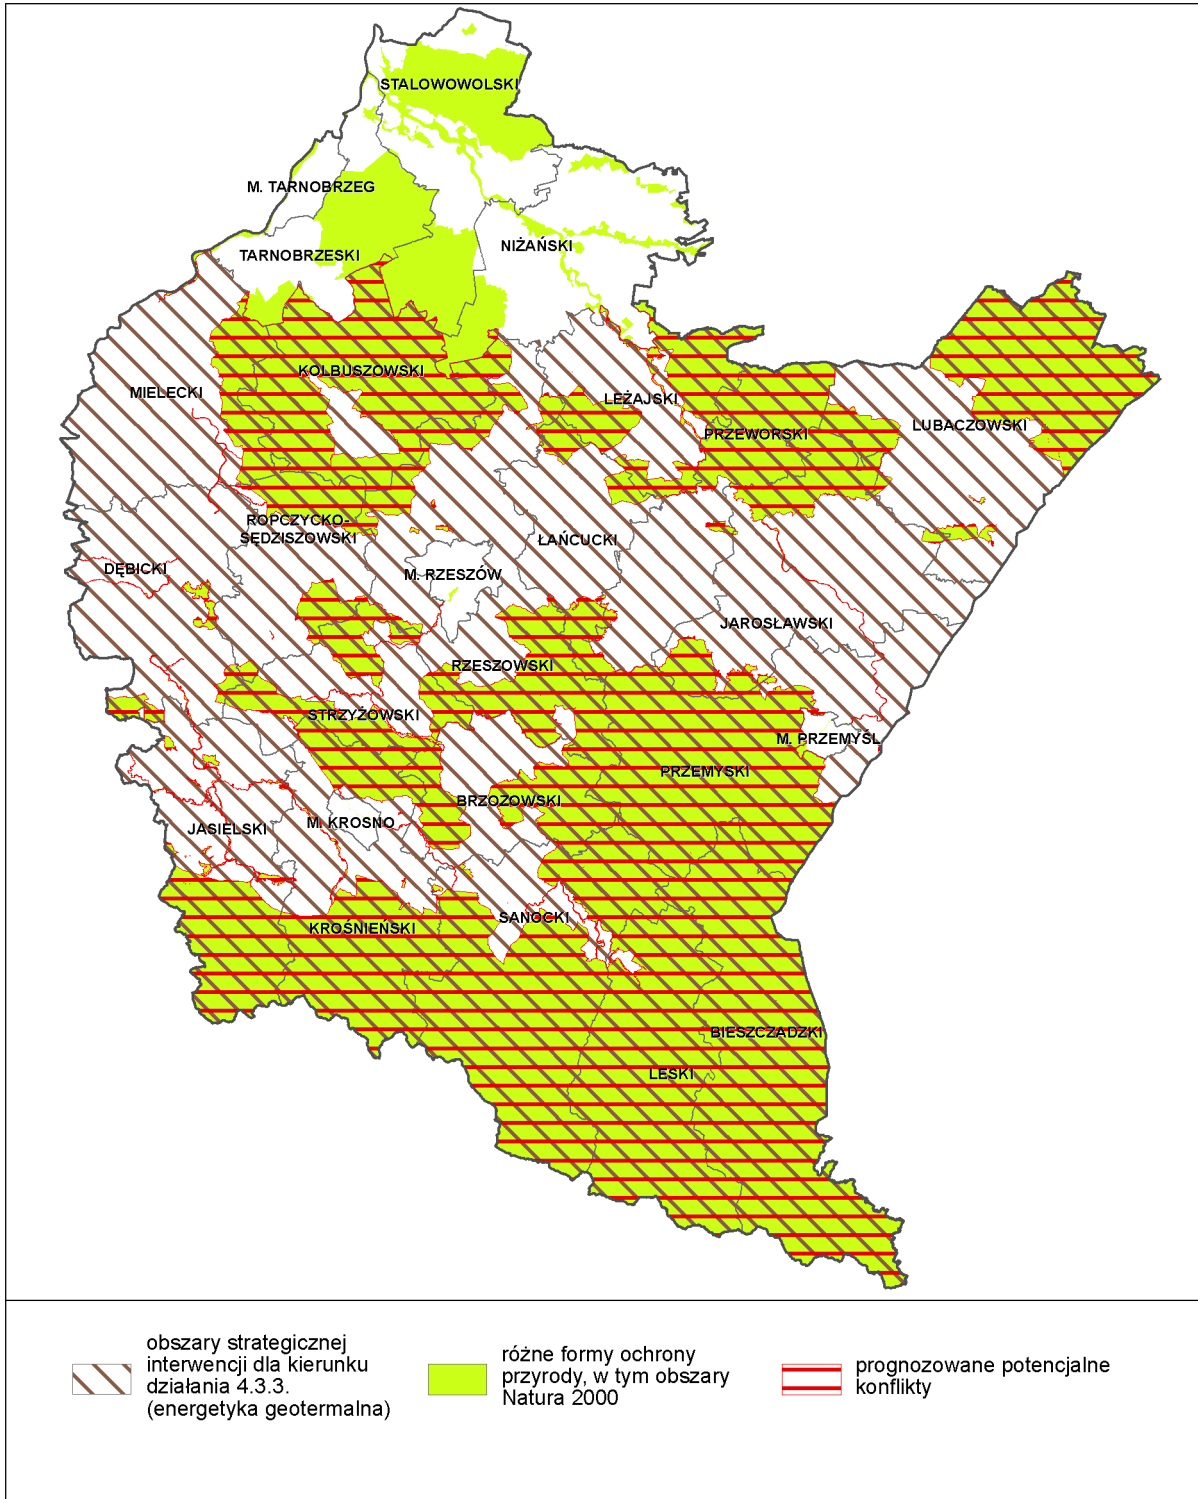 STALOWOWOLSKI
M. TARNOBRZEG
TARNOBRZESKI
NIŻAŃSKI
KOLBUSZOWSKI
MIELECKI
LEŻAJSKI
PRZEWORSKI
LUBACZOWSKI
ROPCZYCKO-
SĘDZISZOWSKI
ŁAŃCUCKI
DĘBICKI
M. RZESZÓW
JAROSŁAWSKI
RZESZOWSKI
STRZYŻOWSKI
M. PRZEMYŚL
PRZEMYSKI
BRZOZOWSKI
JASIELSKI
M. KROSNO
SANOCKI
KROŚNIEŃSKI
BIESZCZADZKI
LESKI
obszary strategicznej
interwencji dla kierunku
działania 4.3.3.
(energetyka geotermalna)
różne formy ochrony
przyrody, w tym obszary
Natura 2000
prognozowane potencjalne
konflikty